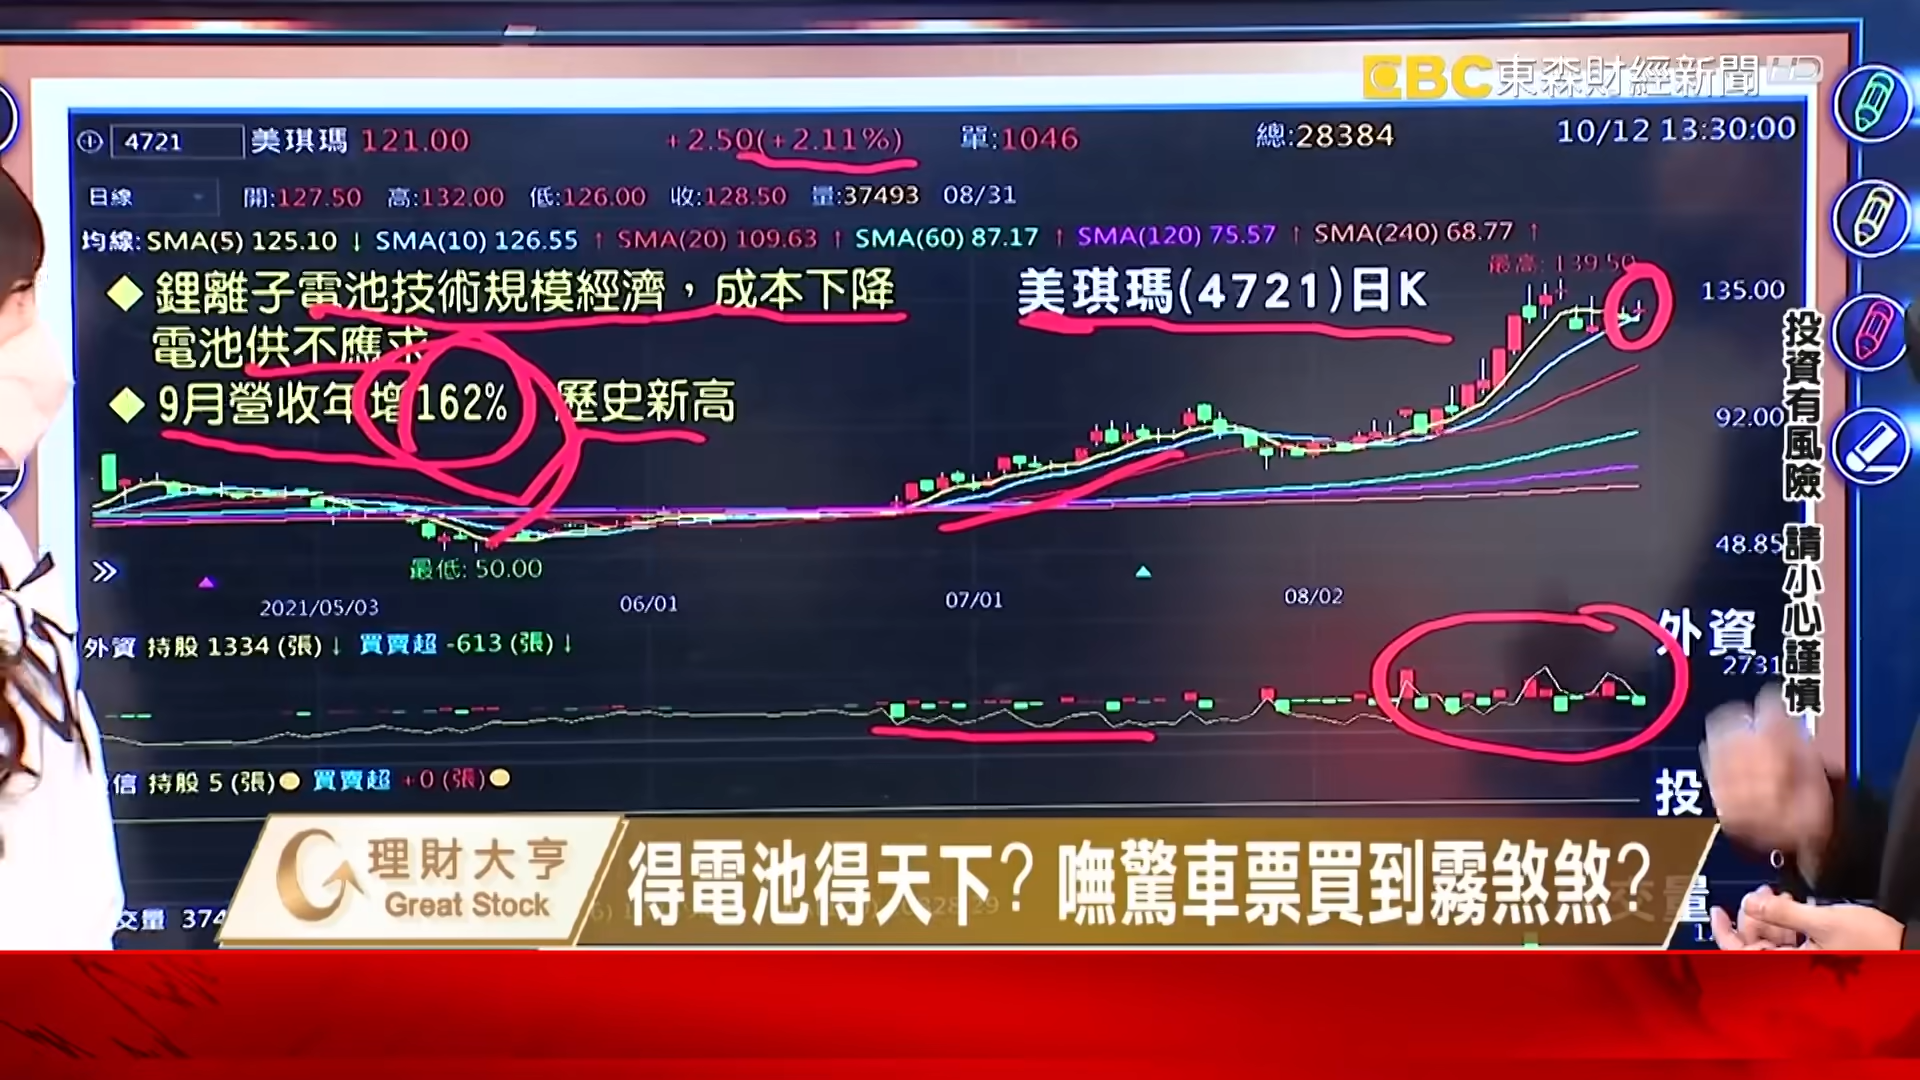 EBC 東森財經新聞 HD
4721 美琪瑪 121.00 +2.50(+2.11%) 單:1046 總:28384 10/12 13:30:00
日線 開:127.50 高:132.00 低:126.00 收:128.50 量:37493 08/31
均線: SMA(5) 125.10 ↓ SMA(10) 126.55 ↑ SMA(20) 109.63 ↑ SMA(60) 87.17 ↑ SMA(120) 75.57 ↑ SMA(240) 68.77 ↑
最高: 139.50
◆ 鋰離子電池技術規模經濟，成本下降
電池供不應求
◆ 9月營收年增162% 歷史新高
美琪瑪(4721)日K
135.00
92.00
48.85
最低: 50.00
2021/05/03 06/01 07/01 08/02
外資 持股 1334 (張) ↓ 買賣超 -613 (張) ↓
外資
2731
信 持股 5 (張) 買賣超 +0 (張)
投
0
交量 374
量
投資有風險 請小心謹慎
理財大亨
Great Stock
得電池得天下? 嘸驚車票買到霧煞煞?